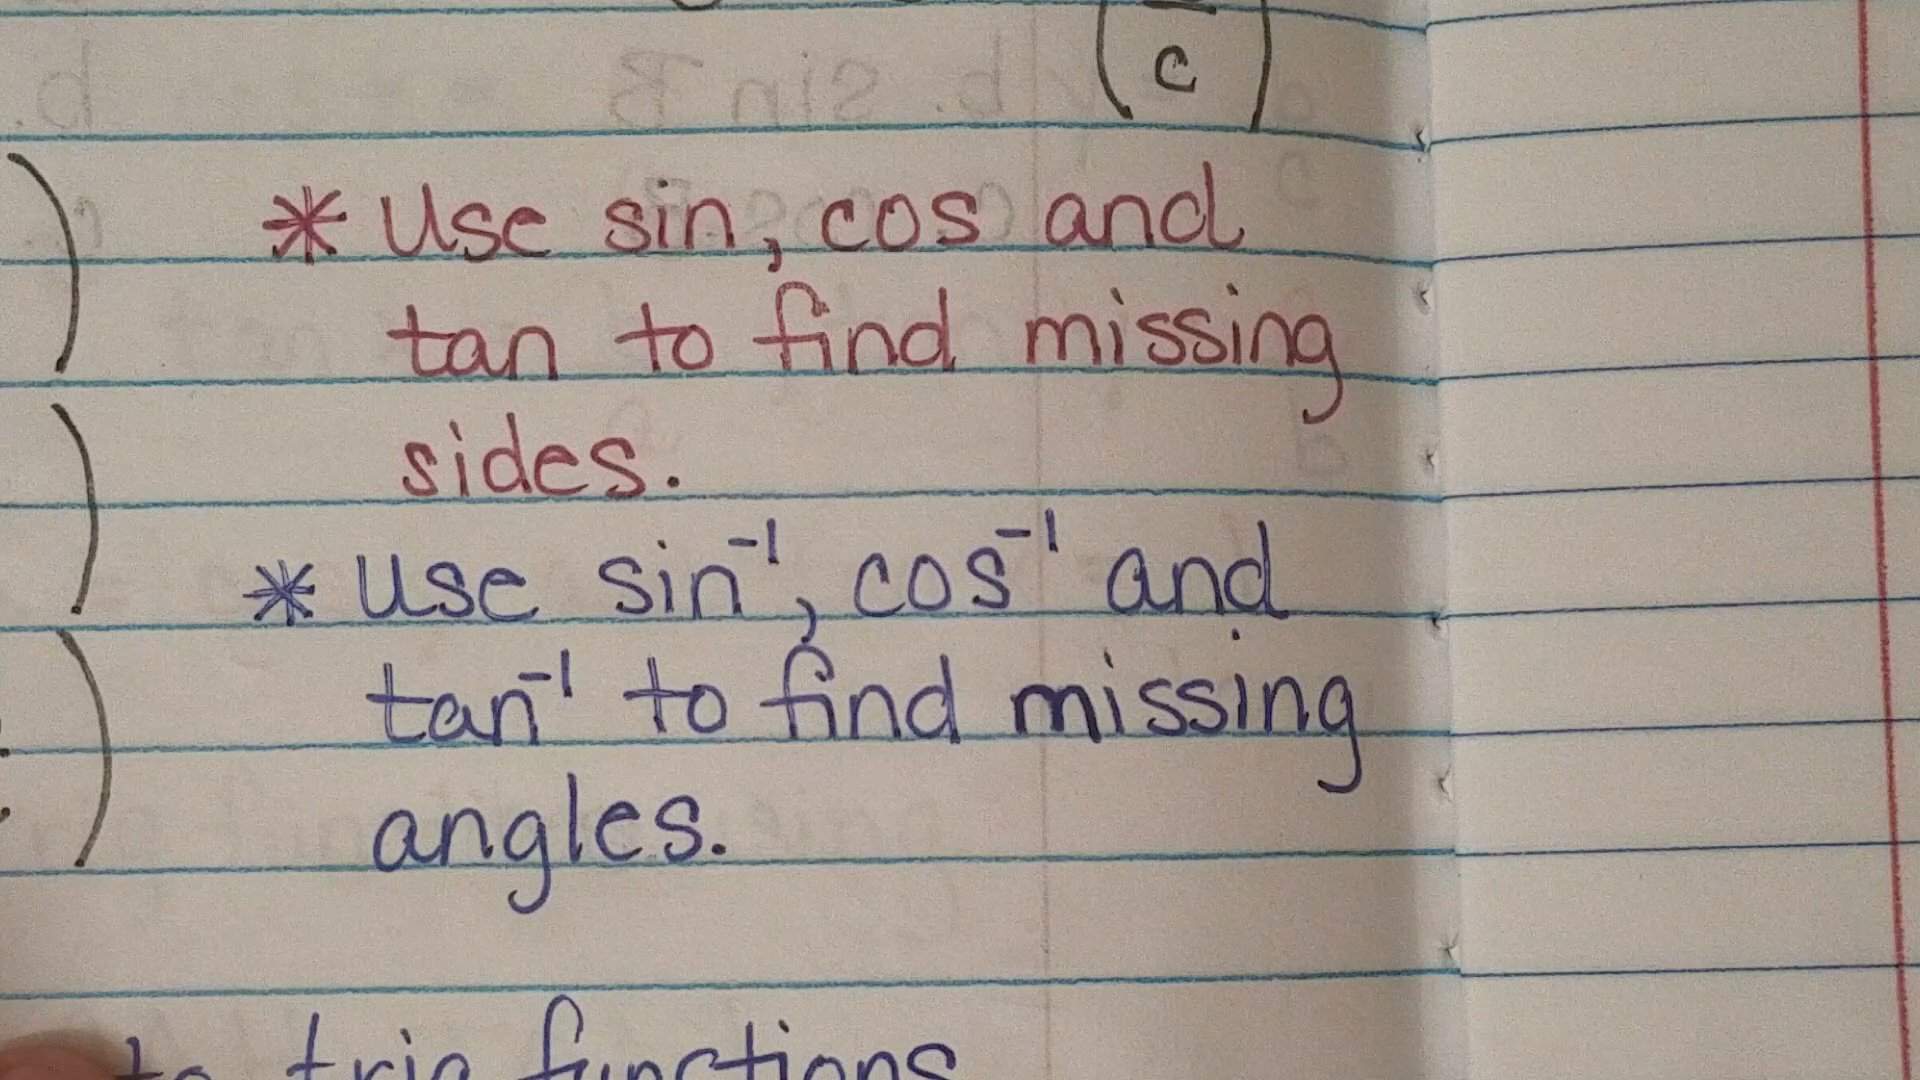 (c)
* Use sin, cos and
tan to find missing
sides.
* Use sin⁻¹, cos⁻¹ and
tan⁻¹ to find missing
angles.
to trig functions